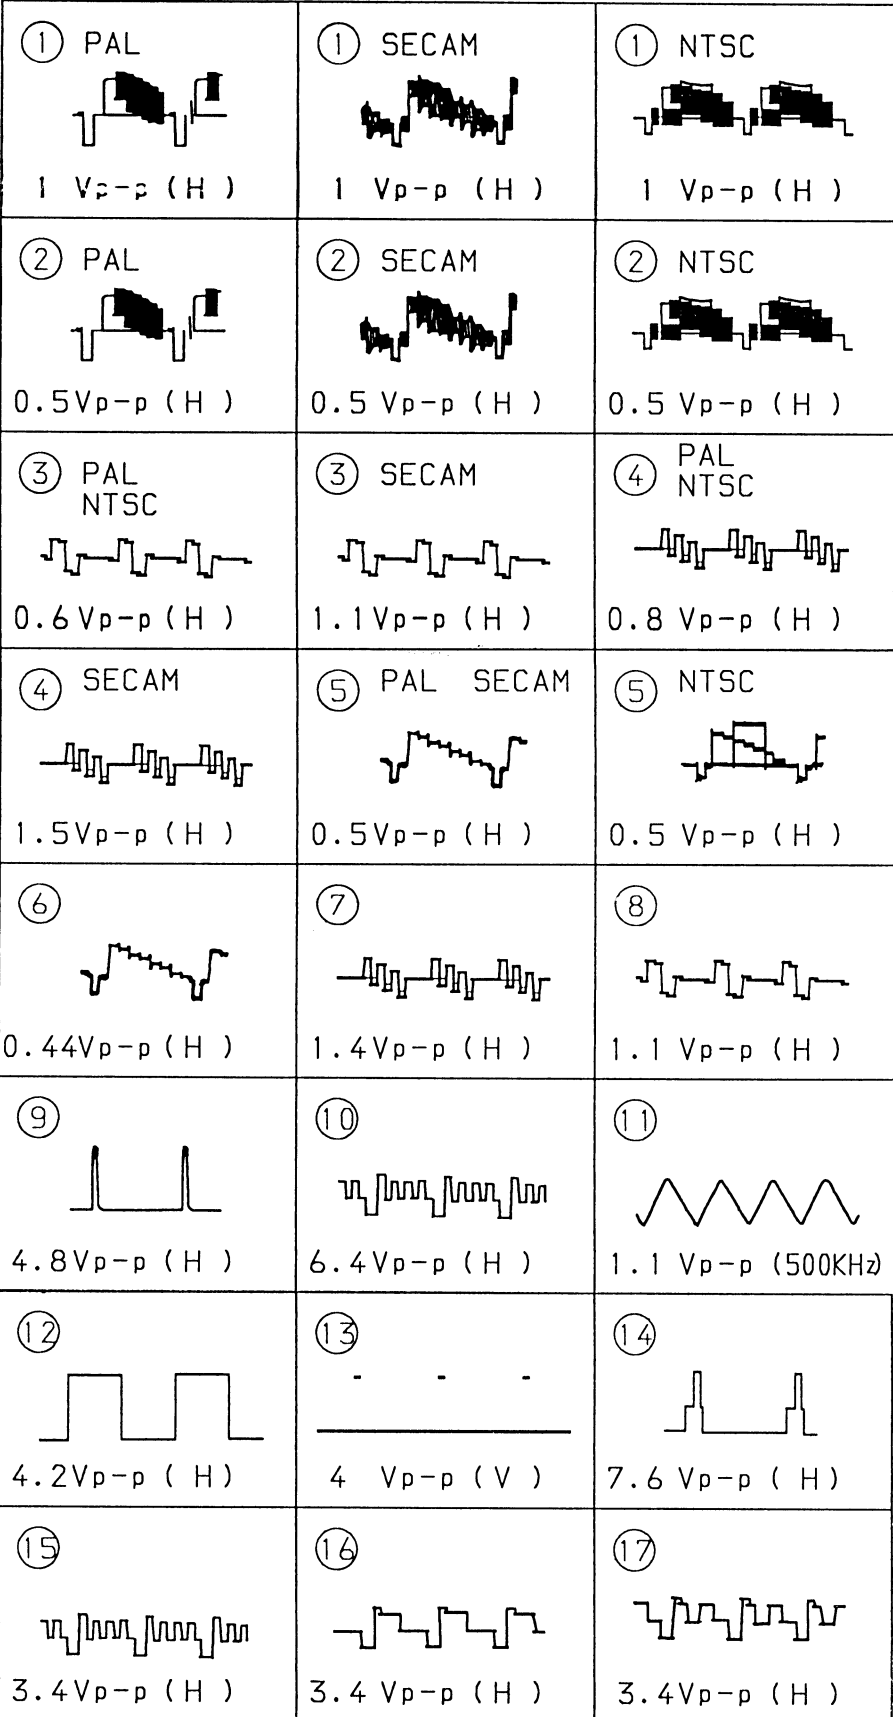 ① PAL
1 Vp-p (H)
① SECAM
1 Vp-p (H)
① NTSC
1 Vp-p (H)
② PAL
0.5Vp-p (H)
② SECAM
0.5 Vp-p (H)
② NTSC
0.5 Vp-p (H)
③ PAL
NTSC
0.6 Vp-p (H)
③ SECAM
1.1Vp-p (H)
④ PAL
NTSC
0.8 Vp-p (H)
④ SECAM
1.5Vp-p (H)
⑤ PAL SECAM
0.5Vp-p (H)
⑤ NTSC
0.5 Vp-p (H)
⑥
0.44Vp-p (H)
⑦
1.4Vp-p (H)
⑧
1.1 Vp-p (H)
⑨
4.8Vp-p (H)
⑩
6.4Vp-p (H)
⑪
1.1 Vp-p (500KHz)
⑫
4.2Vp-p (H)
⑬
4 Vp-p (V)
⑭
7.6 Vp-p (H)
⑮
3.4Vp-p (H)
⑯
3.4 Vp-p (H)
⑰
3.4Vp-p (H)